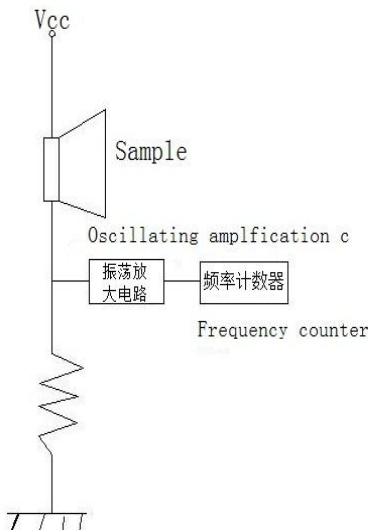 Vcc
Sample
Oscillating amplfication c
振荡放
大电路
频率计数器
Frequency counter